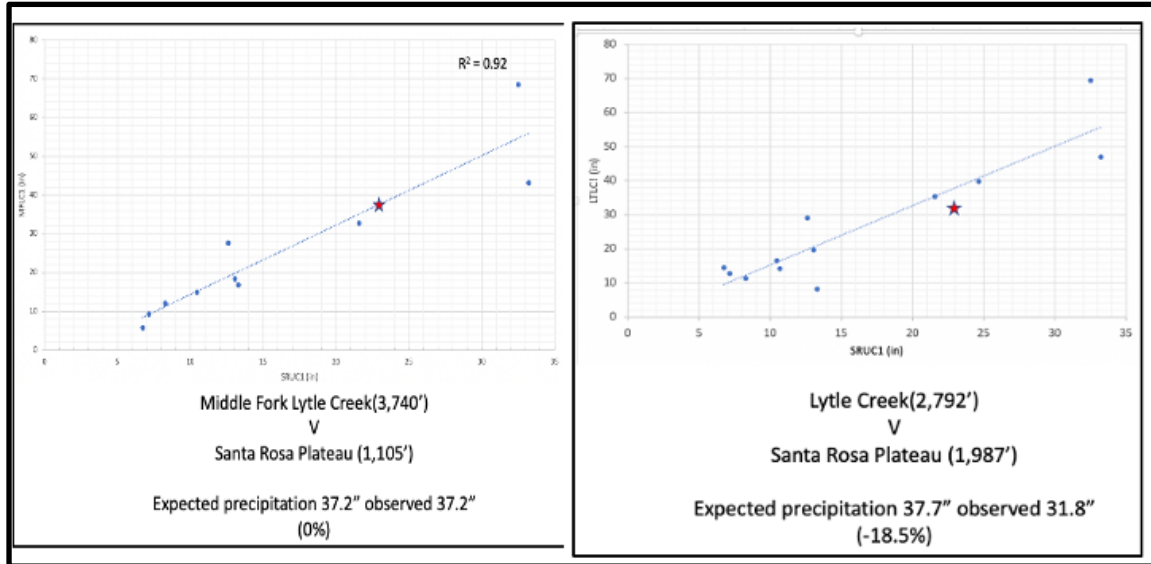 80
70
60
50
40
30
20
10
0
R² = 0.92
MFLC1 (in)
0 5 10 15 20 25 30 35
SRUC1 (in)
Middle Fork Lytle Creek(3,740’)
V
Santa Rosa Plateau (1,105’)
Expected precipitation 37.2” observed 37.2”
(0%)
80
70
60
50
40
30
20
10
0
LTLC1 (in)
0 5 10 15 20 25 30 35
SRUC1 (in)
Lytle Creek(2,792’)
V
Santa Rosa Plateau (1,987’)
Expected precipitation 37.7” observed 31.8”
(-18.5%)